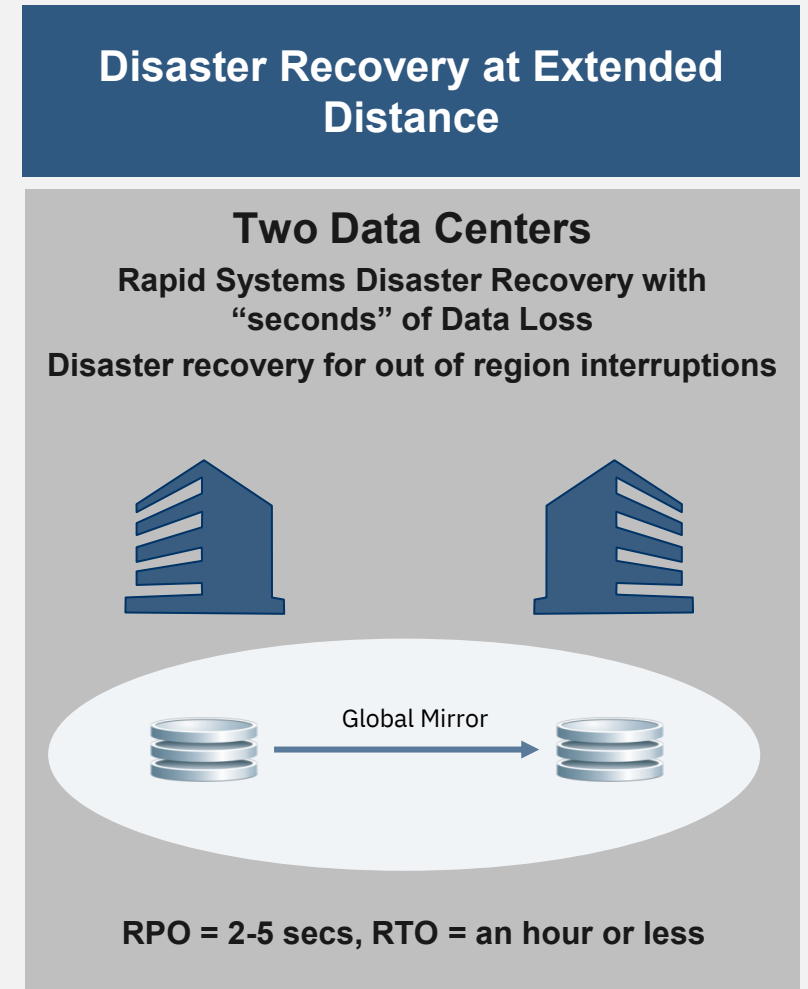 Disaster Recovery at Extended
Distance
Two Data Centers
Rapid Systems Disaster Recovery with
“seconds” of Data Loss
Disaster recovery for out of region interruptions
Global Mirror
RPO = 2-5 secs, RTO = an hour or less